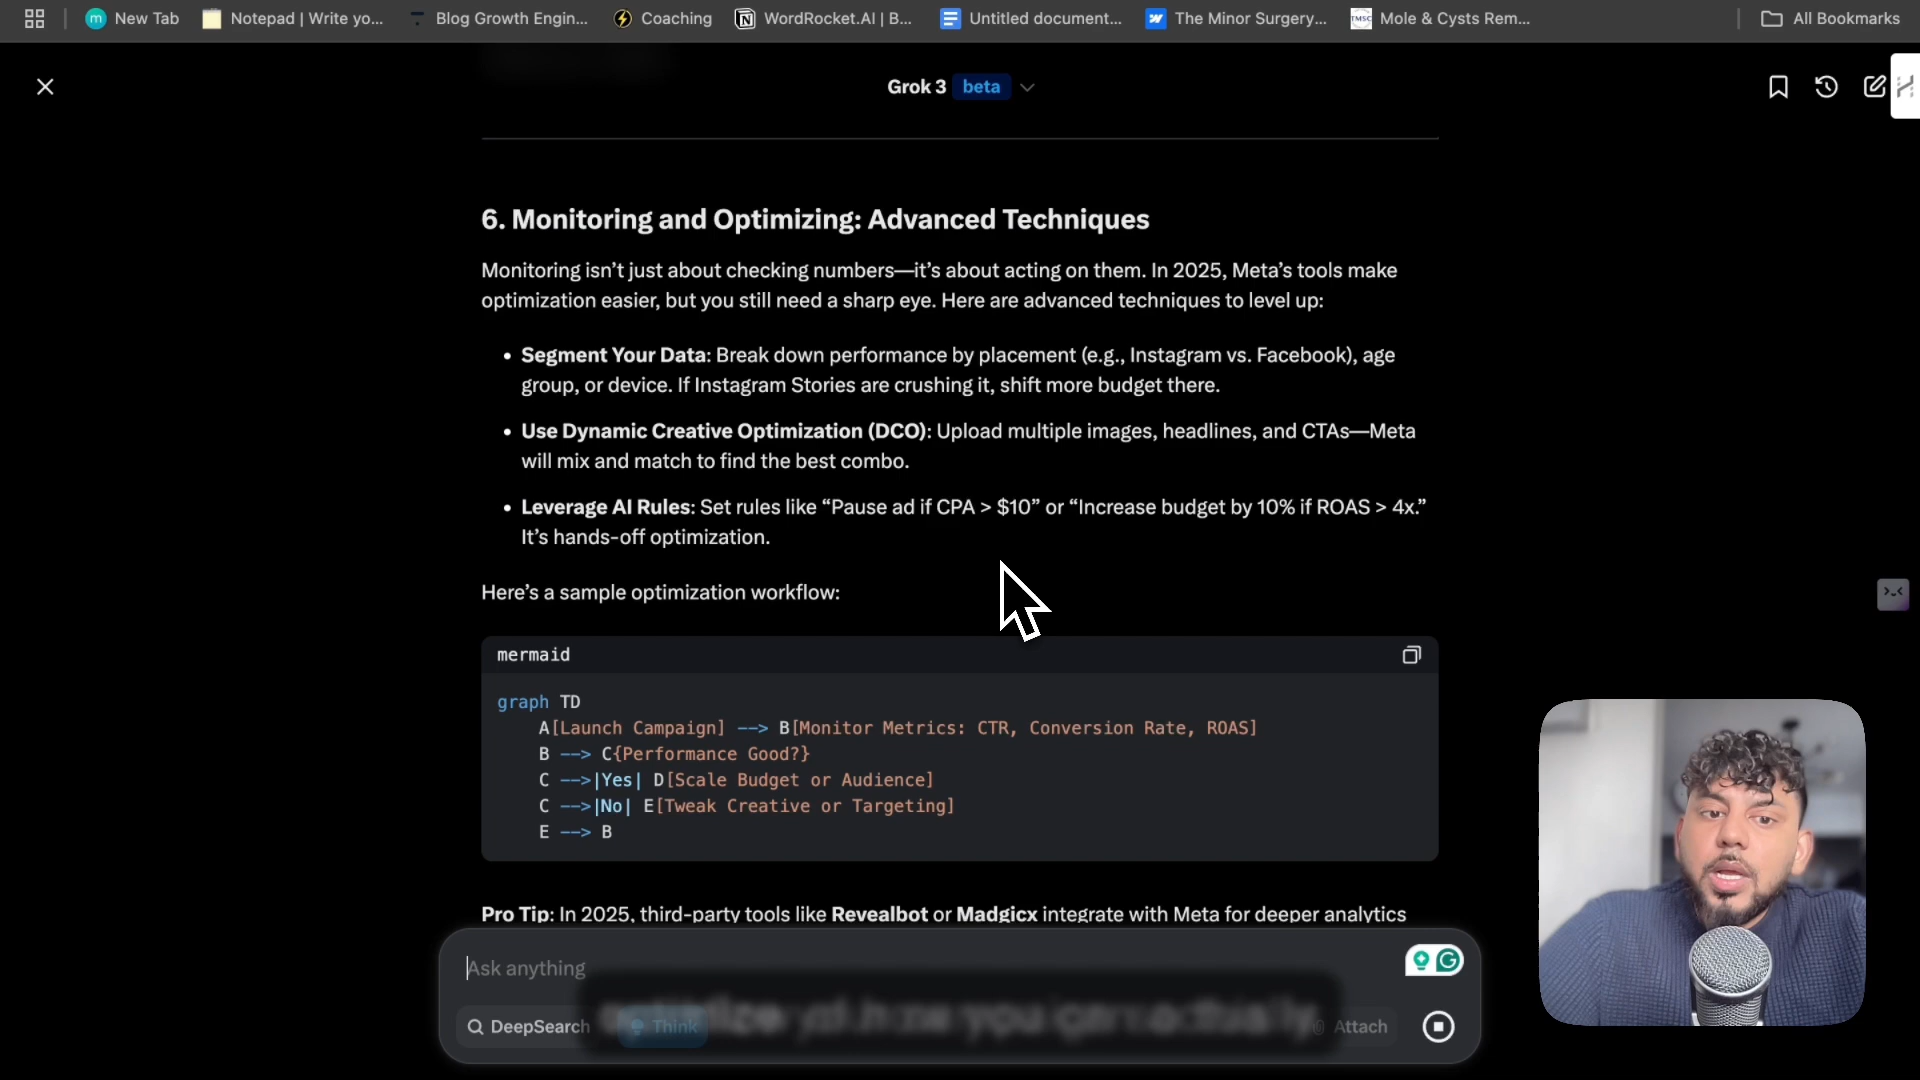 New Tab
Notepad | Write yo...
Blog Growth Engin...
Coaching
WordRocket.AI | B...
Untitled document...
The Minor Surgery...
TMSC
Mole & Cysts Rem...
All Bookmarks
Grok 3 beta
6. Monitoring and Optimizing: Advanced Techniques
Monitoring isn't just about checking numbers—it's about acting on them. In 2025, Meta's tools make
optimization easier, but you still need a sharp eye. Here are advanced techniques to level up:
• Segment Your Data: Break down performance by placement (e.g., Instagram vs. Facebook), age
group, or device. If Instagram Stories are crushing it, shift more budget there.
• Use Dynamic Creative Optimization (DCO): Upload multiple images, headlines, and CTAs—Meta
will mix and match to find the best combo.
• Leverage AI Rules: Set rules like “Pause ad if CPA > $10” or “Increase budget by 10% if ROAS > 4x.”
It's hands-off optimization.
Here's a sample optimization workflow:
mermaid
graph TD
A[Launch Campaign] --> B[Monitor Metrics: CTR, Conversion Rate, ROAS]
B --> C{Performance Good?}
C -->|Yes| D[Scale Budget or Audience]
C -->|No| E[Tweak Creative or Targeting]
E --> B
Pro Tip: In 2025, third-party tools like Revealbot or Madgicx integrate with Meta for deeper analytics
Ask anything
DeepSearch
Think
Attach